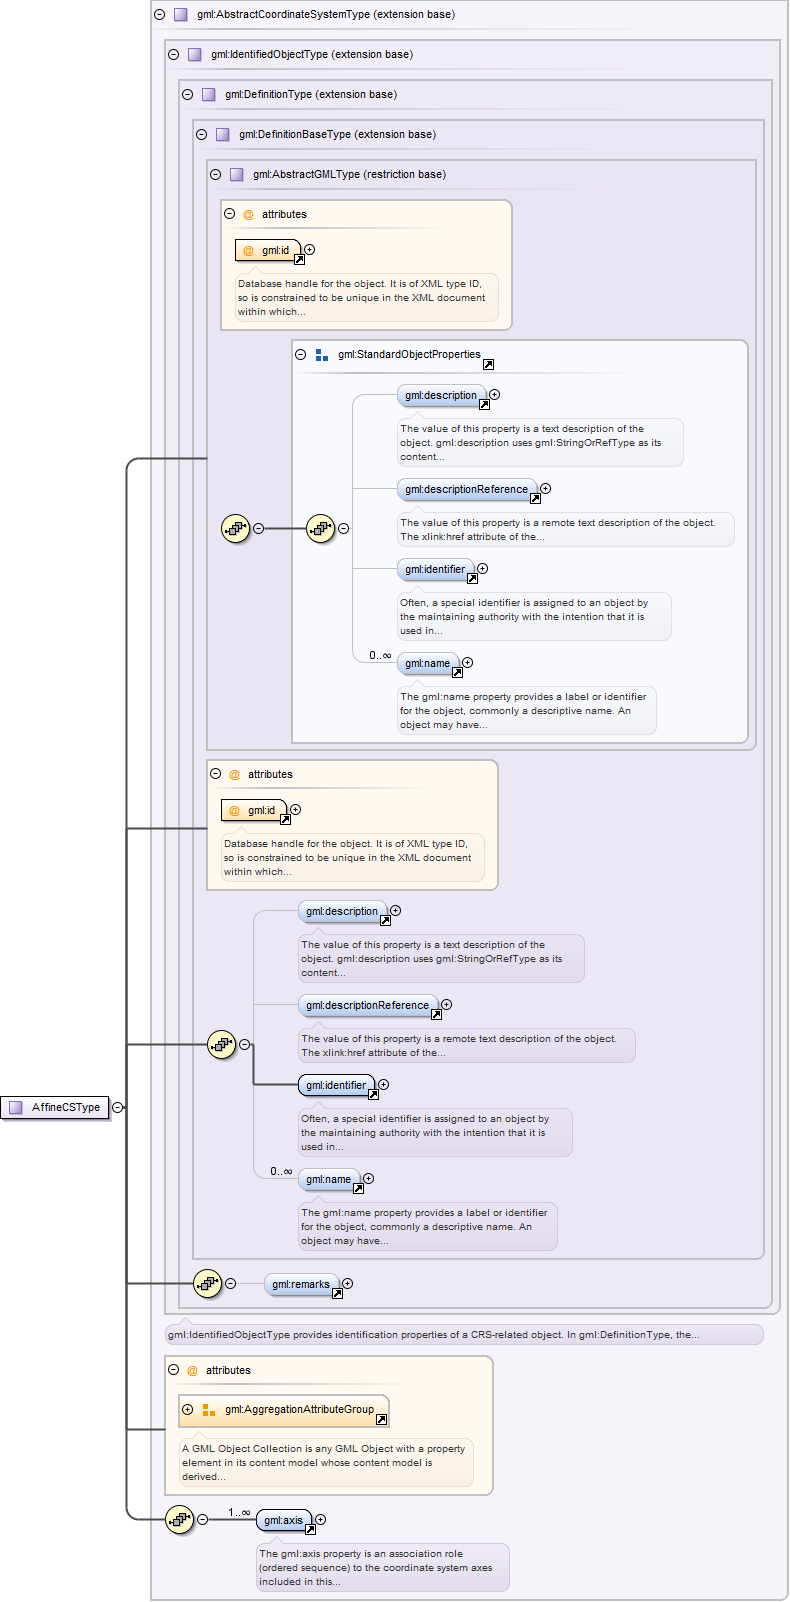 gml:AbstractCoordinateSystemType (extension base)
gml:IdentifiedObjectType (extension base)
gml:DefinitionType (extension base)
gml:DefinitionBaseType (extension base)
gml:AbstractGMLType (restriction base)
@ attributes
@ gml:id
Database handle for the object. It is of XML type ID,
so is constrained to be unique in the XML document
within which...
gml:StandardObjectProperties
gml:description
The value of this property is a text description of the
object. gml:description uses gml:StringOrRefType as its
content...
gml:descriptionReference
The value of this property is a remote text description of the object.
The xlink:href attribute of the...
gml:identifier
Often, a special identifier is assigned to an object by
the maintaining authority with the intention that it is
used in...
0..∞
gml:name
The gml:name property provides a label or identifier
for the object, commonly a descriptive name. An
object may have...
@ attributes
@ gml:id
Database handle for the object. It is of XML type ID,
so is constrained to be unique in the XML document
within which...
gml:description
The value of this property is a text description of the
object. gml:description uses gml:StringOrRefType as its
content...
gml:descriptionReference
The value of this property is a remote text description of the object.
The xlink:href attribute of the...
gml:identifier
AffineCSType
Often, a special identifier is assigned to an object by
the maintaining authority with the intention that it is
used in...
0..∞
gml:name
The gml:name property provides a label or identifier
for the object, commonly a descriptive name. An
object may have...
gml:remarks
gml:IdentifiedObjectType provides identification properties of a CRS-related object. In gml:DefinitionType, the...
@ attributes
gml:AggregationAttributeGroup
A GML Object Collection is any GML Object with a property
element in its content model whose content model is
derived...
1..∞
gml:axis
The gml:axis property is an association role
(ordered sequence) to the coordinate system axes
included in this...